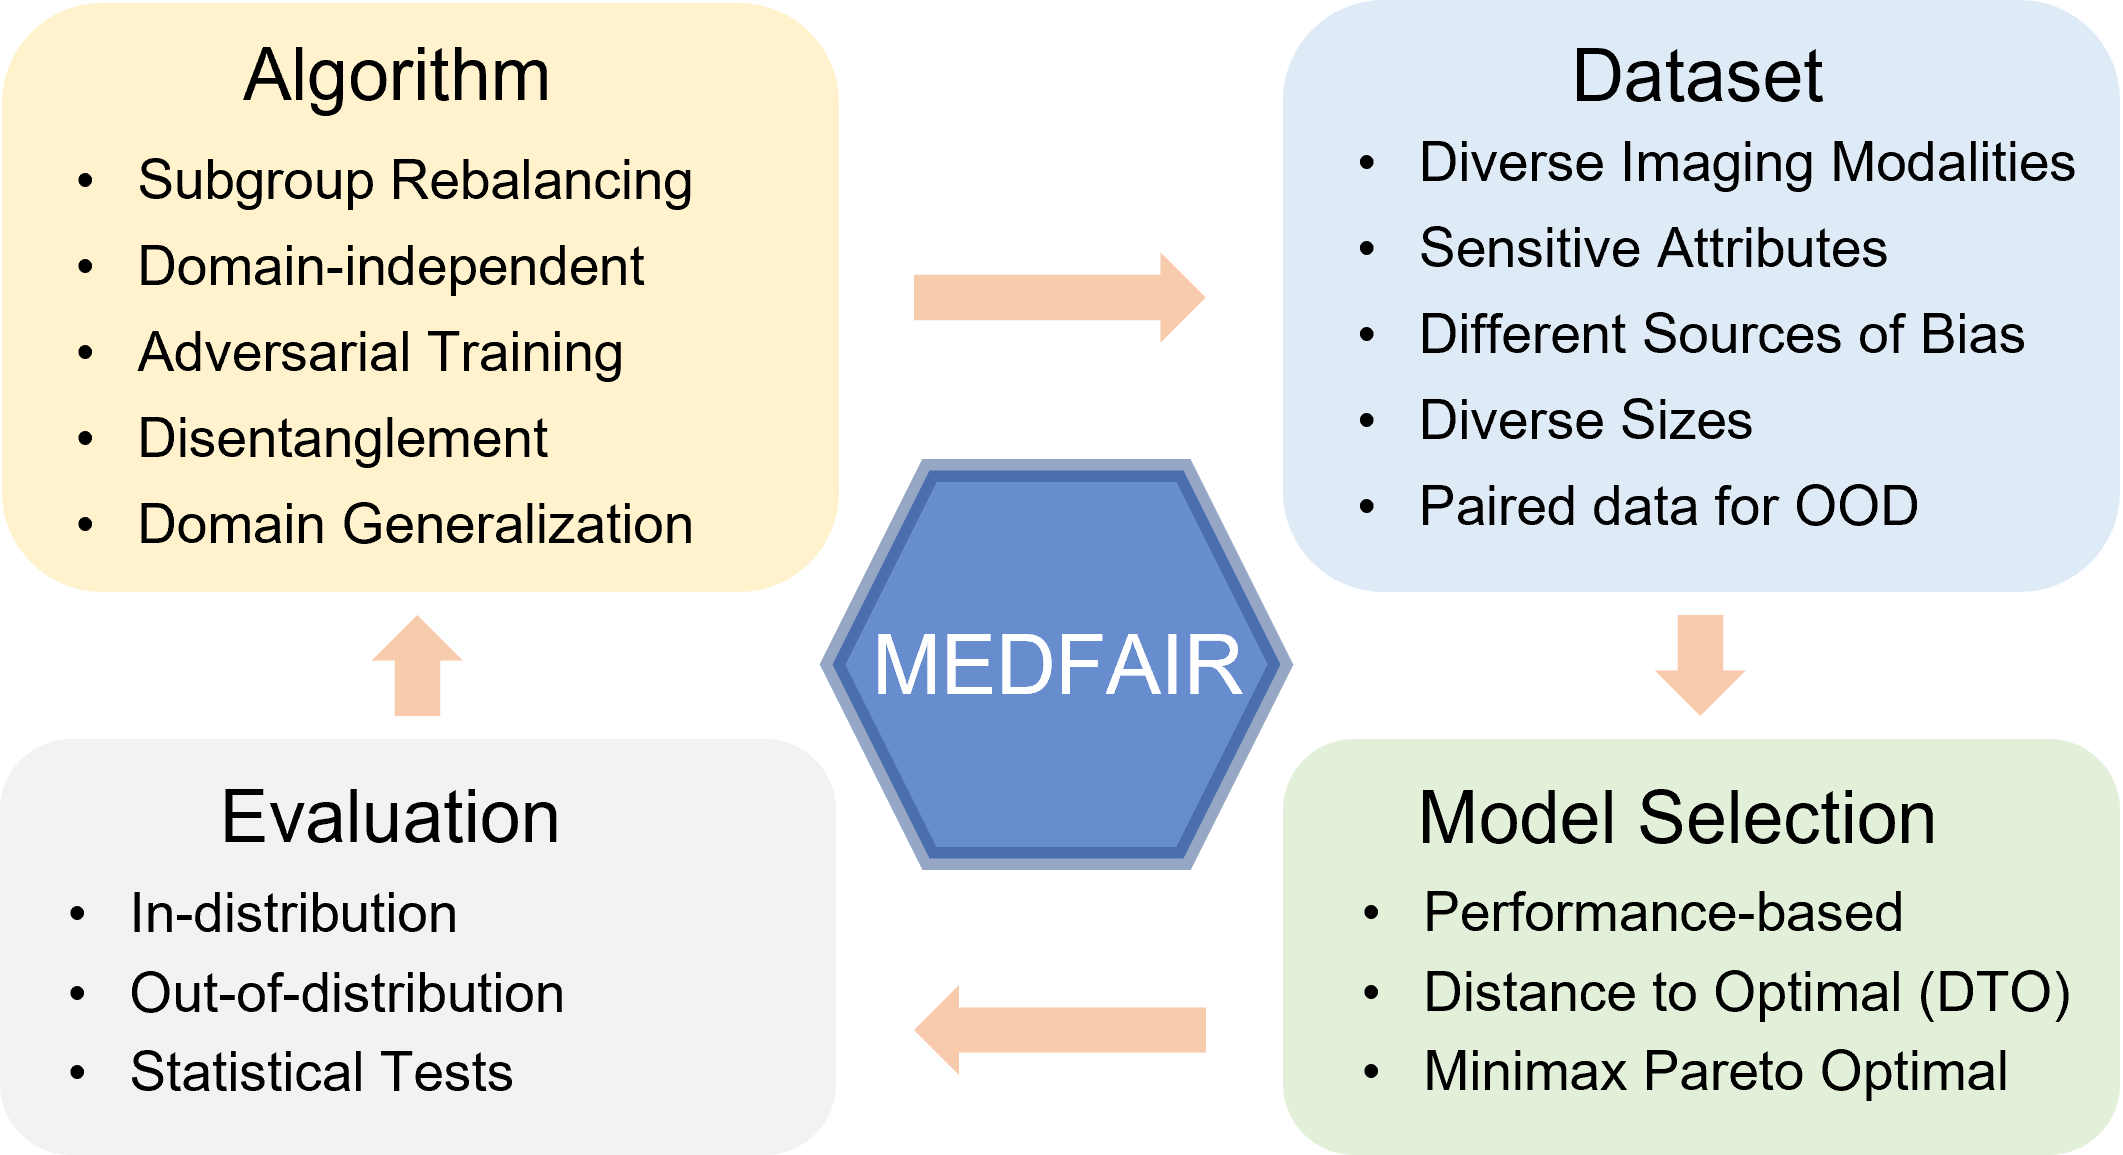 Algorithm
• Subgroup Rebalancing
• Domain-independent
• Adversarial Training
• Disentanglement
• Domain Generalization
Dataset
• Diverse Imaging Modalities
• Sensitive Attributes
• Different Sources of Bias
• Diverse Sizes
• Paired data for OOD
MEDFAIR
Evaluation
• In-distribution
• Out-of-distribution
• Statistical Tests
Model Selection
• Performance-based
• Distance to Optimal (DTO)
• Minimax Pareto Optimal